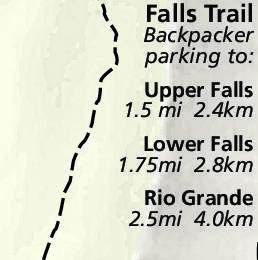 Falls Trail
Backpacker
parking to:
Upper Falls
1.5 mi 2.4km
Lower Falls
1.75mi 2.8km
Rio Grande
2.5mi 4.0km